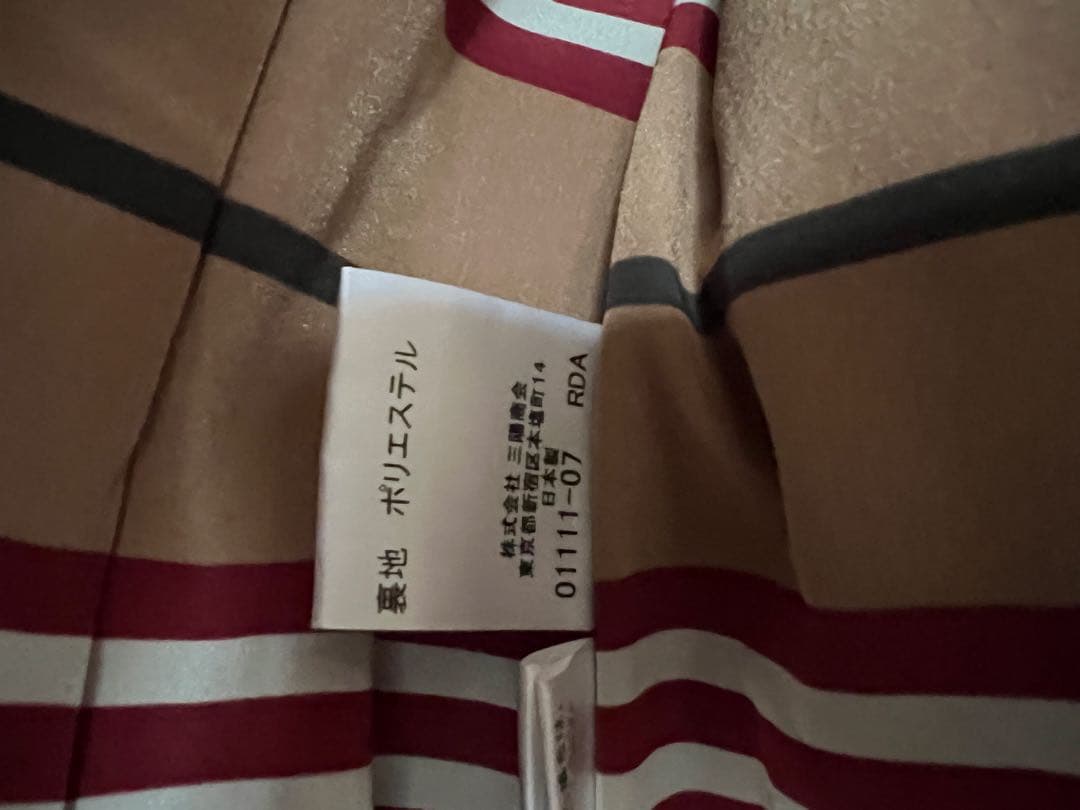 裏地 ポリエステル
株式会社 三陽商会
東京都新宿区本塩町14
日本製
01111-07 RDA